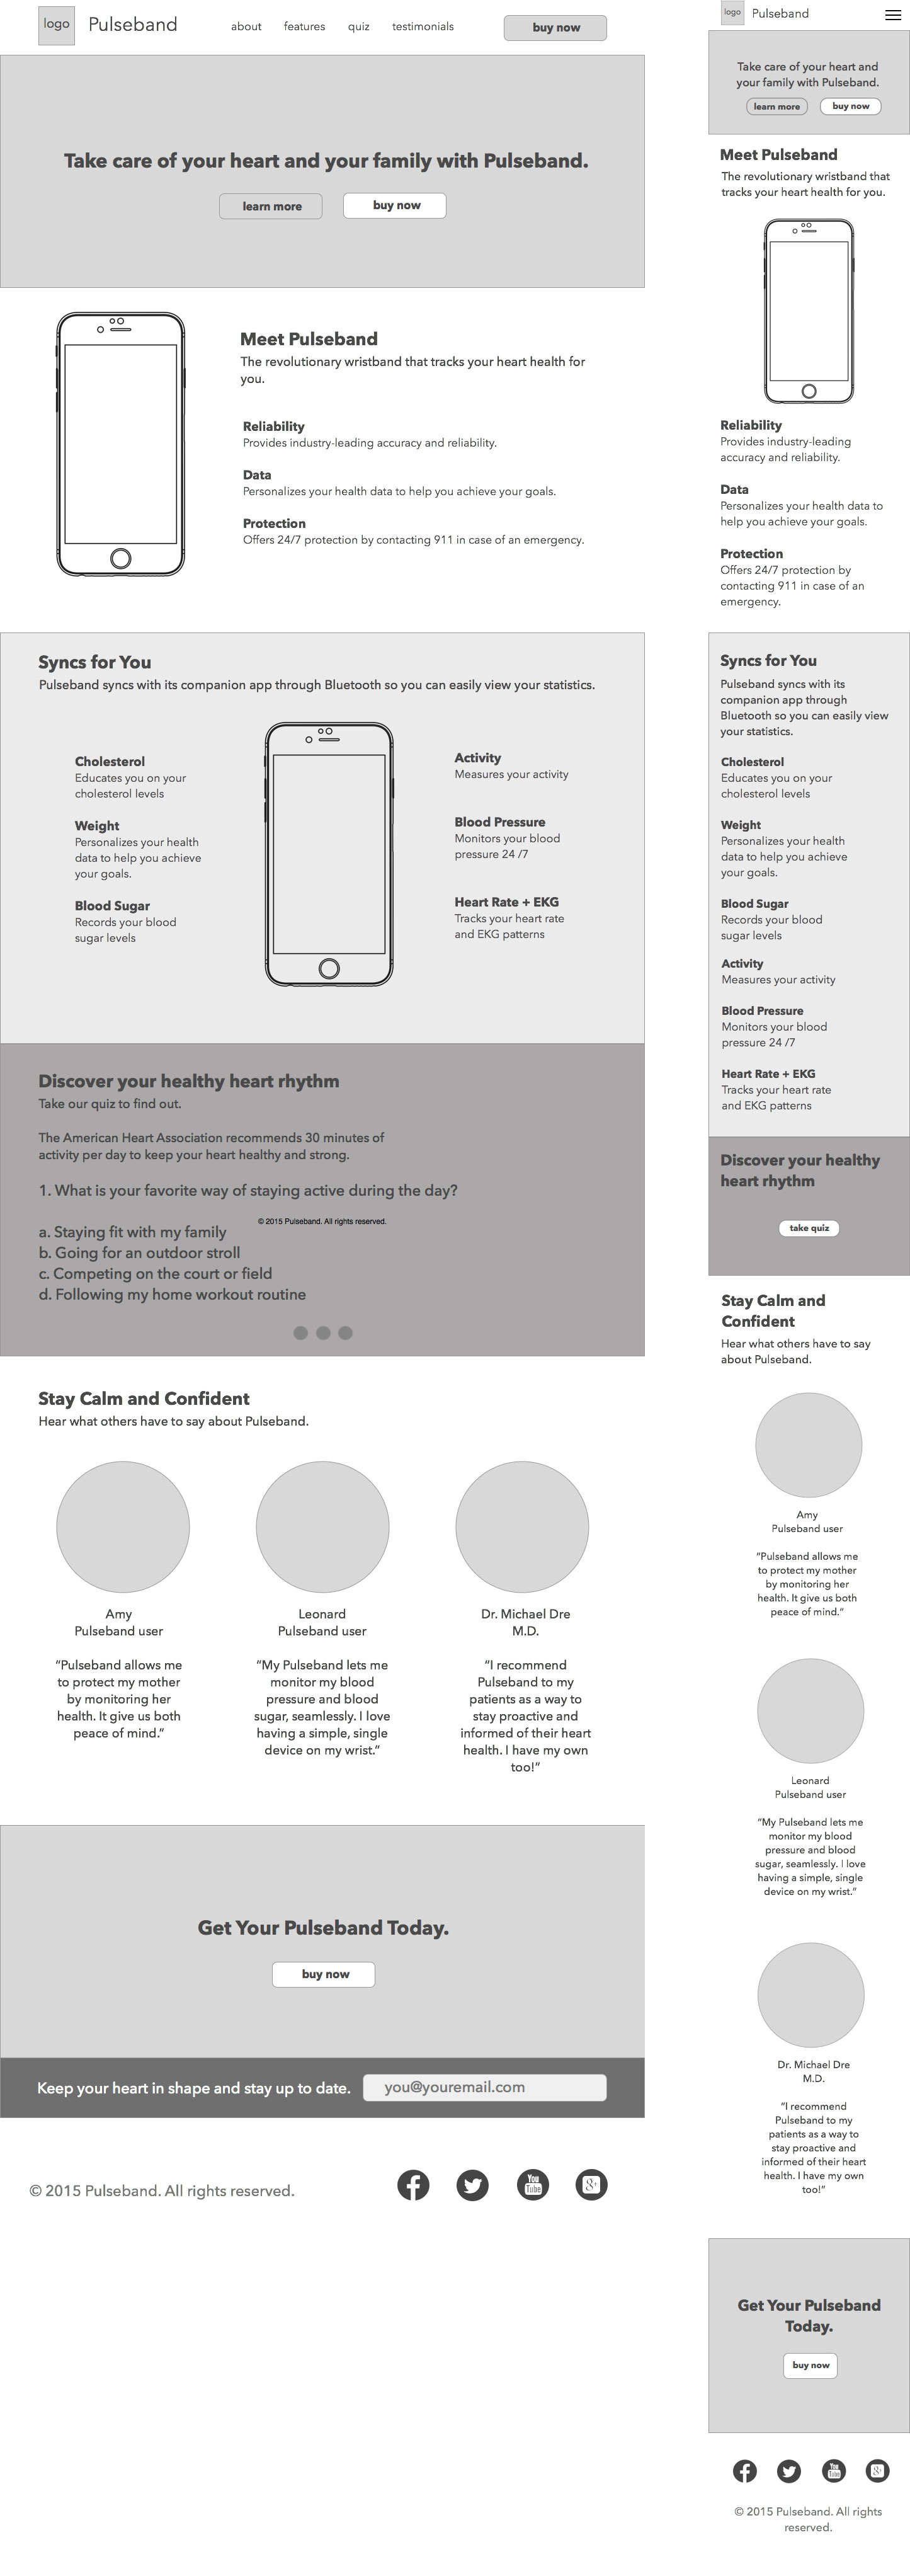 logo
Pulseband
about
features
quiz
testimonials
buy now
Take care of your heart and your family with Pulseband.
learn more
buy now
Meet Pulseband
The revolutionary wristband that tracks your heart health for
you.
Reliability
Provides industry-leading accuracy and reliability.
Data
Personalizes your health data to help you achieve your goals.
Protection
Offers 24/7 protection by contacting 911 in case of an emergency.
Syncs for You
Pulseband syncs with its companion app through Bluetooth so you can easily view your statistics.
Cholesterol
Educates you on your
cholesterol levels
Weight
Personalizes your health
data to help you achieve
your goals.
Blood Sugar
Records your blood
sugar levels
Activity
Measures your activity
Blood Pressure
Monitors your blood
pressure 24 /7
Heart Rate + EKG
Tracks your heart rate
and EKG patterns
Discover your healthy heart rhythm
Take our quiz to find out.
The American Heart Association recommends 30 minutes of
activity per day to keep your heart healthy and strong.
1. What is your favorite way of staying active during the day?
© 2015 Pulseband. All rights reserved.
a. Staying fit with my family
b. Going for an outdoor stroll
c. Competing on the court or field
d. Following my home workout routine
Stay Calm and Confident
Hear what others have to say about Pulseband.
Amy
Pulseband user
“Pulseband allows me
to protect my mother
by monitoring her
health. It give us both
peace of mind.”
Leonard
Pulseband user
“My Pulseband lets me
monitor my blood
pressure and blood
sugar, seamlessly. I love
having a simple, single
device on my wrist.”
Dr. Michael Dre
M.D.
“I recommend
Pulseband to my
patients as a way to
stay proactive and
informed of their heart
health. I have my own
too!”
Get Your Pulseband Today.
buy now
Keep your heart in shape and stay up to date.
you@youremail.com
© 2015 Pulseband. All rights reserved.
You
Tube
g+
logo
Pulseband
Take care of your heart and
your family with Pulseband.
learn more
buy now
Meet Pulseband
The revolutionary wristband that
tracks your heart health for you.
Reliability
Provides industry-leading
accuracy and reliability.
Data
Personalizes your health data to
help you achieve your goals.
Protection
Offers 24/7 protection by
contacting 911 in case of an
emergency.
Syncs for You
Pulseband syncs with its
companion app through
Bluetooth so you can easily view
your statistics.
Cholesterol
Educates you on your
cholesterol levels
Weight
Personalizes your health
data to help you achieve
your goals.
Blood Sugar
Records your blood
sugar levels
Activity
Measures your activity
Blood Pressure
Monitors your blood
pressure 24 /7
Heart Rate + EKG
Tracks your heart rate
and EKG patterns
Discover your healthy
heart rhythm
take quiz
Stay Calm and
Confident
Hear what others have to say
about Pulseband.
Amy
Pulseband user
“Pulseband allows me
to protect my mother
by monitoring her
health. It give us both
peace of mind.”
Leonard
Pulseband user
“My Pulseband lets me
monitor my blood
pressure and blood
sugar, seamlessly. I love
having a simple, single
device on my wrist.”
Dr. Michael Dre
M.D.
“I recommend
Pulseband to my
patients as a way to
stay proactive and
informed of their heart
health. I have my own
too!”
Get Your Pulseband
Today.
buy now
You
Tube
g+
© 2015 Pulseband. All rights
reserved.